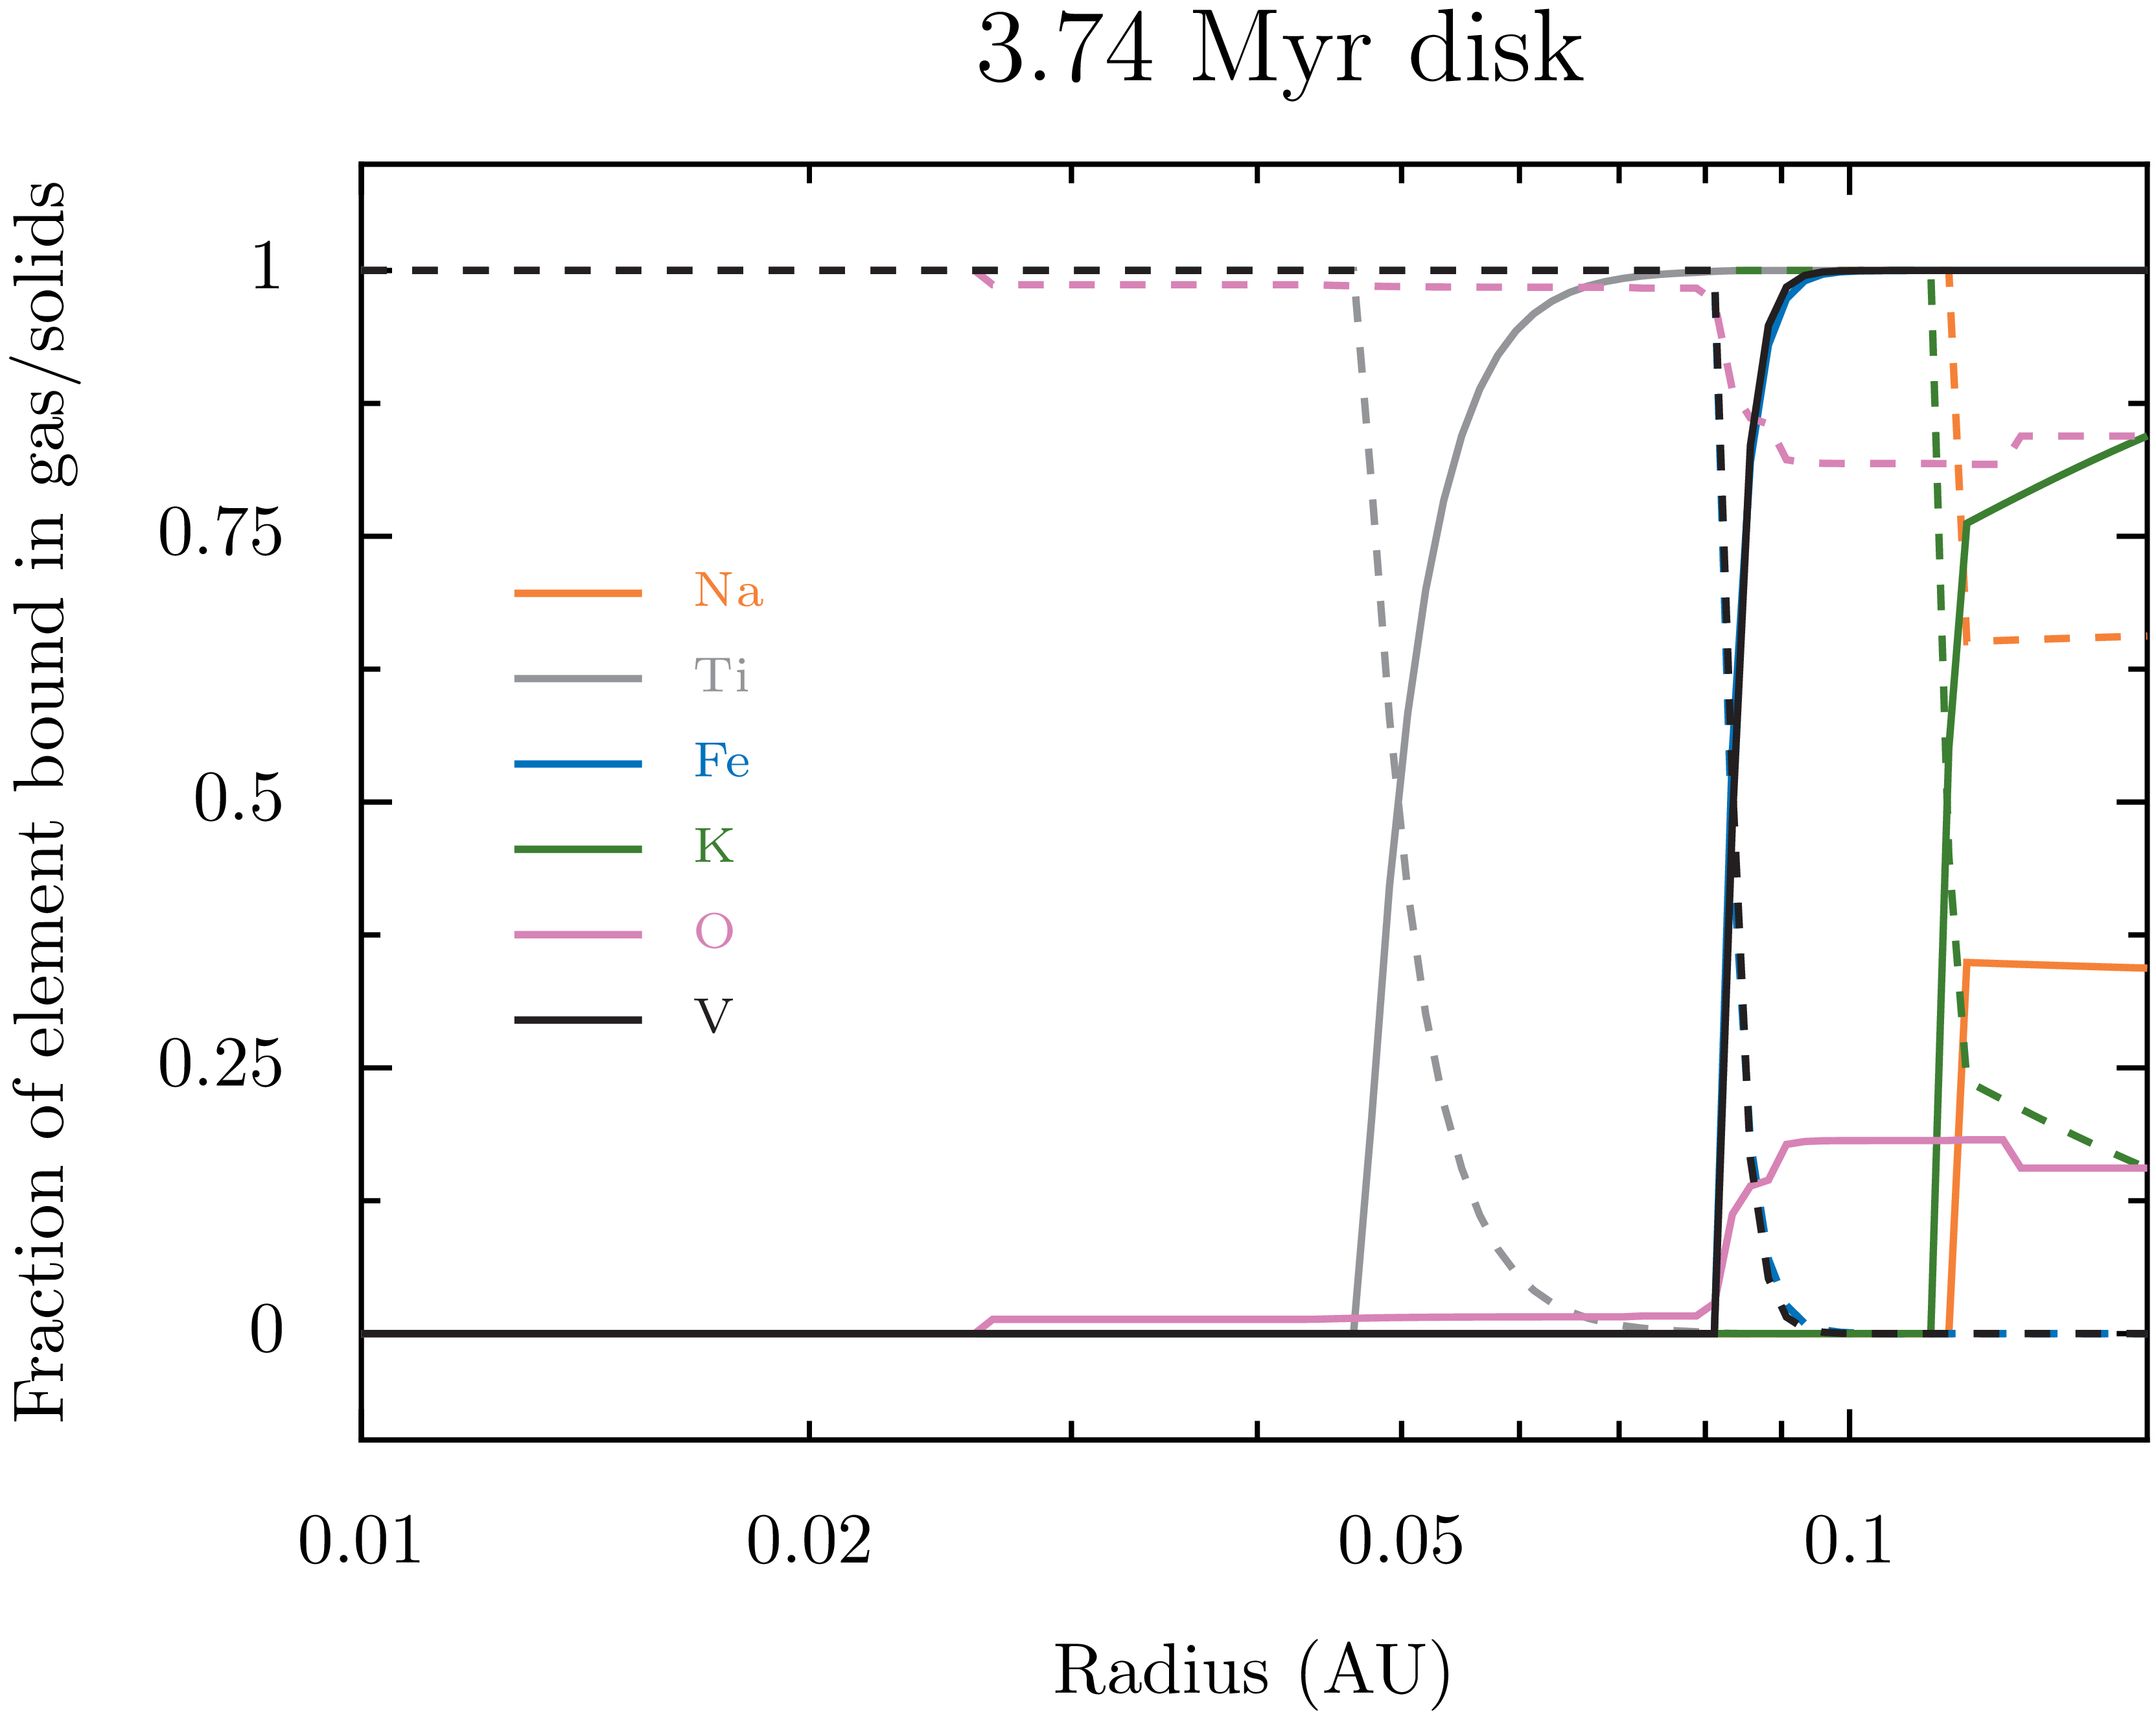 3.74 Myr disk
Fraction of element bound in gas/solids
1
0.75
0.5
0.25
0
Na
Ti
Fe
K
O
V
0.01 0.02 0.05 0.1
Radius (AU)